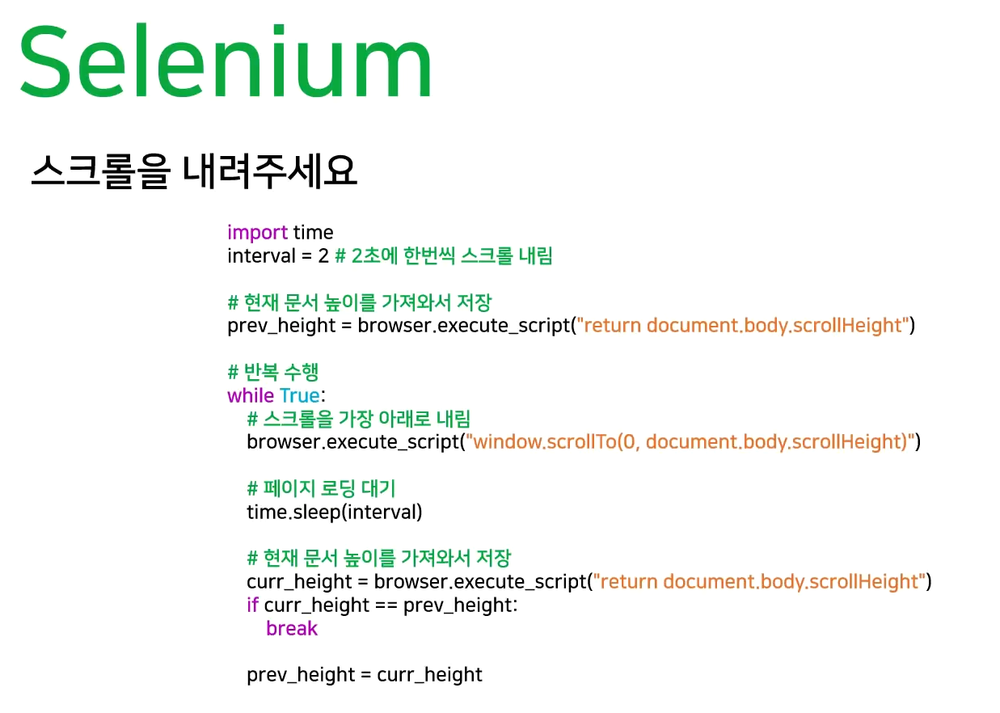 Selenium
스크롤을 내려주세요
import time
interval = 2 # 2초에 한번씩 스크롤 내림
# 현재 문서 높이를 가져와서 저장
prev_height = browser.execute_script("return document.body.scrollHeight")
# 반복 수행
while True:
    # 스크롤을 가장 아래로 내림
    browser.execute_script("window.scrollTo(0, document.body.scrollHeight)")
    # 페이지 로딩 대기
    time.sleep(interval)
    # 현재 문서 높이를 가져와서 저장
    curr_height = browser.execute_script("return document.body.scrollHeight")
    if curr_height == prev_height:
        break
    prev_height = curr_height